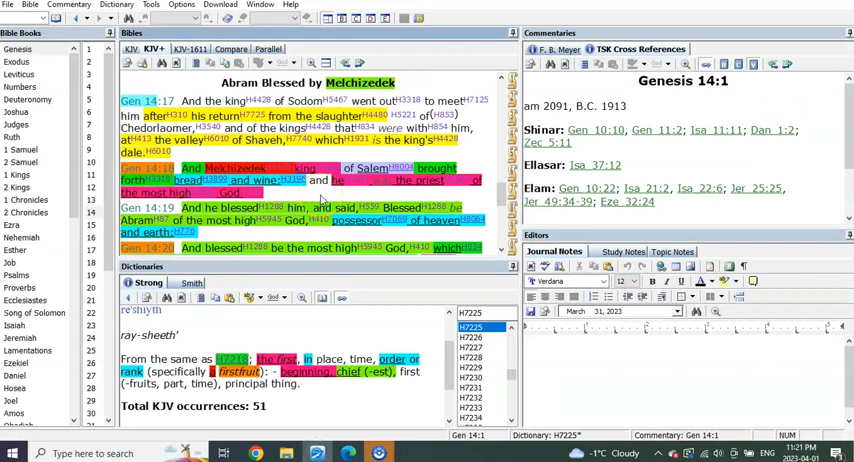 File Bible Commentary Dictionary Tools Options Download Window Help
Bible Books
Genesis
Exodus
Leviticus
Numbers
Deuteronomy
Joshua
Judges
Ruth
1 Samuel
2 Samuel
1 Kings
2 Kings
1 Chronicles
2 Chronicles
Ezra
Nehemiah
Esther
Job
Psalms
Proverbs
Ecclesiastes
Song of Solomon
Isaiah
Jeremiah
Lamentations
Ezekiel
Daniel
Hosea
Joel
Amos
Obadiah
1
2
3
4
5
6
7
8
9
10
11
12
13
14
15
16
17
18
19
20
21
22
23
24
25
26
27
28
29
Bibles
KJV KJV+ KJV-1611 Compare Parallel
Abram Blessed by Melchizedek
Gen 14:17 And the king H4428 of Sodom H5467 went out H3318 to meet H7125
him after H310 his return H7725 from the slaughter H4480
H5221 of (H853)
Chedorlaomer, H3540 and of the kings H4428 that H834 were with H854 him,
at H413 the valley H6010 of Shaveh, H7740 which H1931 is the king's H4428
dale. H6010
Gen 14:18 And Melchizedek king of Salem H8004 brought
forth H3318 bread H3899 and wine: H3196 and he the priest of
the most high God.
Gen 14:19 And he blessed H1288 him, and said, H559 Blessed H1288 be
Abram H87 of the most high H5945 God, H410 possessor H7069 of heaven H8064
and earth: H776
Gen 14:20 And blessed H1288 be the most high H5945 God, H410 which H834
Dictionaries
Strong Smith
re'shiyth
ray-sheeth'
From the same as H7218; the first, in place, time, order or
rank (specifically a firstfruit): - beginning, chief (-est), first
(-fruits, part, time), principal thing.
Total KJV occurrences: 51
H7225
H7225
H7226
H7227
H7228
H7229
H7230
H7231
H7232
H7233
H7234
Commentaries
F. B. Meyer TSK Cross References
Genesis 14:1
am 2091, B.C. 1913
Shinar: Gen 10:10, Gen 11:2; Isa 11:11; Dan 1:2;
Zec 5:11
Ellasar: Isa 37:12
Elam: Gen 10:22; Isa 21:2, Isa 22:6; Jer 25:25,
Jer 49:34-39; Eze 32:24
Editors
Journal Notes Study Notes Topic Notes
Verdana 12 B I U A
March 31, 2023
Gen 14:1 Dictionary: H7225* Commentary: Gen 14:1 NUM
Type here to search
-1°C Cloudy ENG 11:21 PM
2023-04-01